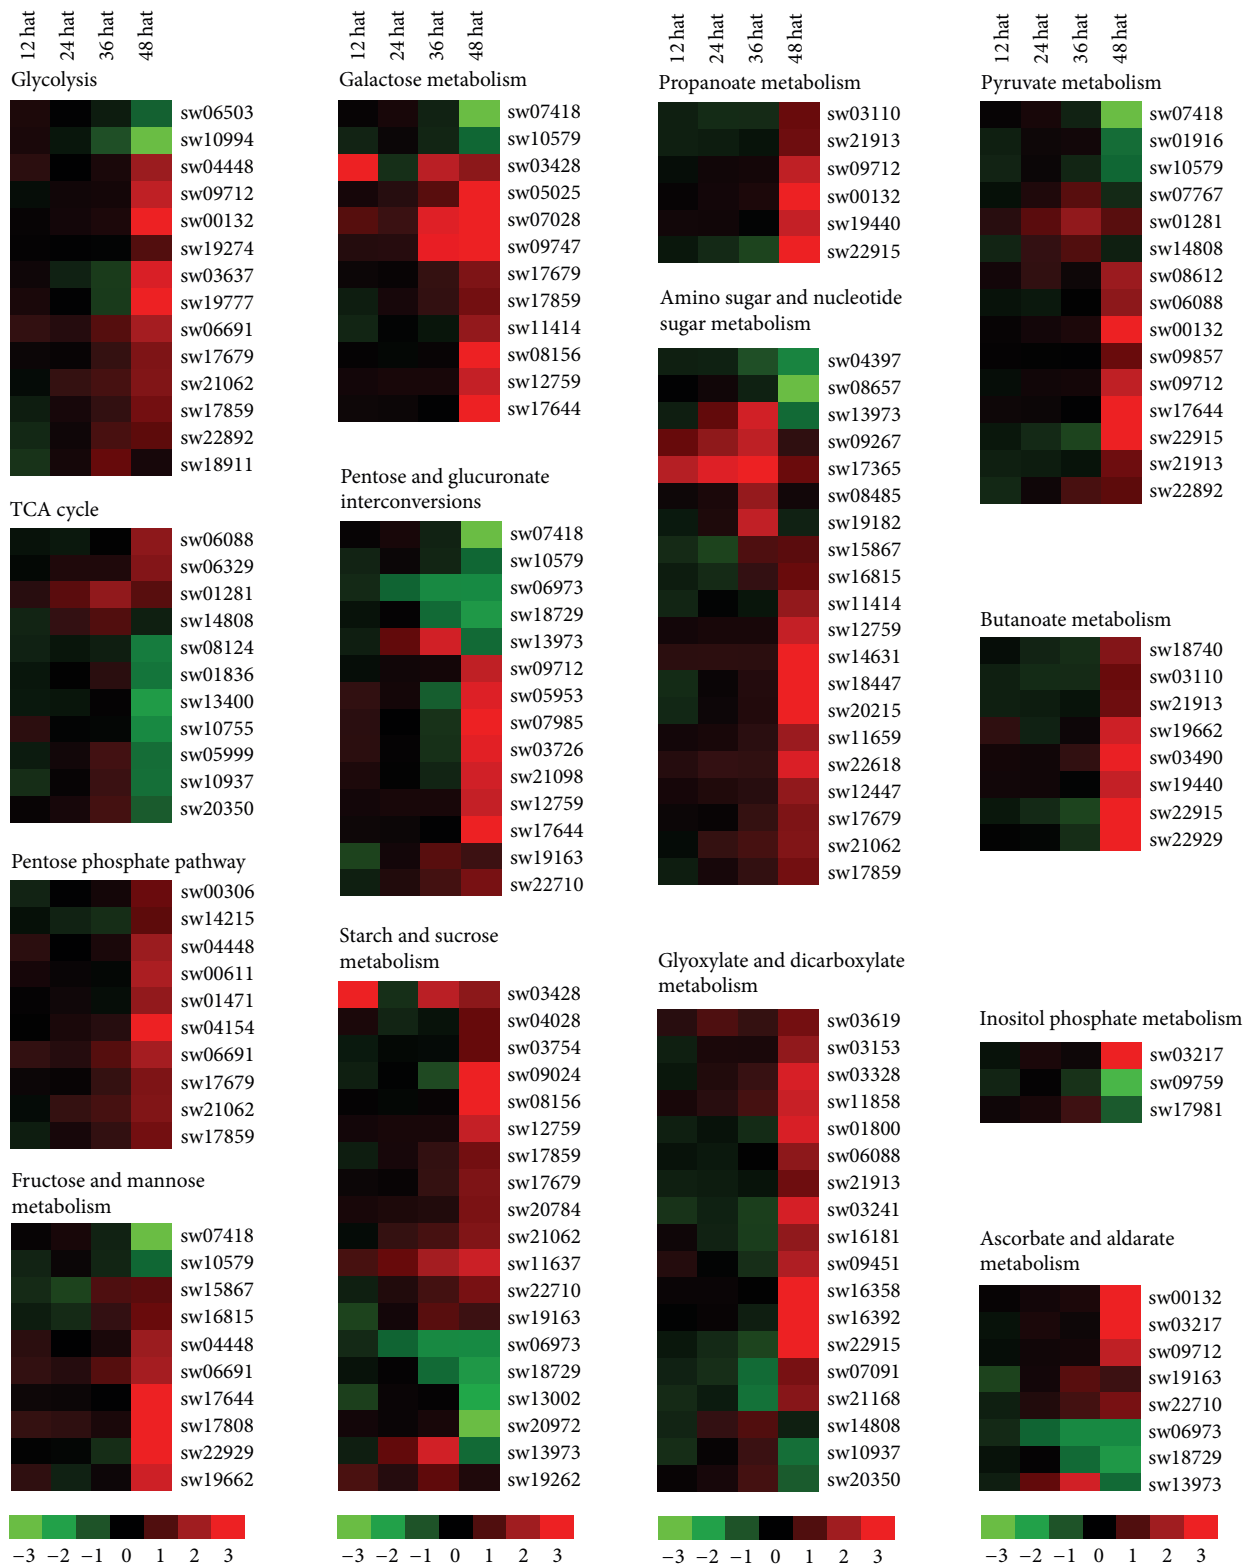 12 hat
24 hat
36 hat
48 hat
Glycolysis
sw06503
sw10994
sw04448
sw09712
sw00132
sw19274
sw03637
sw19777
sw06691
sw17679
sw21062
sw17859
sw22892
sw18911
TCA cycle
sw06088
sw06329
sw01281
sw14808
sw08124
sw01836
sw13400
sw10755
sw05999
sw10937
sw20350
Pentose phosphate pathway
sw00306
sw14215
sw04448
sw00611
sw01471
sw04154
sw06691
sw17679
sw21062
sw17859
Fructose and mannose
metabolism
sw07418
sw10579
sw15867
sw16815
sw04448
sw06691
sw17644
sw17808
sw22929
sw19662
−3 −2 −1 0 1 2 3
12 hat
24 hat
36 hat
48 hat
Galactose metabolism
sw07418
sw10579
sw03428
sw05025
sw07028
sw09747
sw17679
sw17859
sw11414
sw08156
sw12759
sw17644
Pentose and glucuronate
interconversions
sw07418
sw10579
sw06973
sw18729
sw13973
sw09712
sw05953
sw07985
sw03726
sw21098
sw12759
sw17644
sw19163
sw22710
Starch and sucrose
metabolism
sw03428
sw04028
sw03754
sw09024
sw08156
sw12759
sw17859
sw17679
sw20784
sw21062
sw11637
sw22710
sw19163
sw06973
sw18729
sw13002
sw20972
sw13973
sw19262
−3 −2 −1 0 1 2 3
12 hat
24 hat
36 hat
48 hat
Propanoate metabolism
sw03110
sw21913
sw09712
sw00132
sw19440
sw22915
Amino sugar and nucleotide
sugar metabolism
sw04397
sw08657
sw13973
sw09267
sw17365
sw08485
sw19182
sw15867
sw16815
sw11414
sw12759
sw14631
sw18447
sw20215
sw11659
sw22618
sw12447
sw17679
sw21062
sw17859
Glyoxylate and dicarboxylate
metabolism
sw03619
sw03153
sw03328
sw11858
sw01800
sw06088
sw21913
sw03241
sw16181
sw09451
sw16358
sw16392
sw22915
sw07091
sw21168
sw14808
sw10937
sw20350
−3 −2 −1 0 1 2 3
12 hat
24 hat
36 hat
48 hat
Pyruvate metabolism
sw07418
sw01916
sw10579
sw07767
sw01281
sw14808
sw08612
sw06088
sw00132
sw09857
sw09712
sw17644
sw22915
sw21913
sw22892
Butanoate metabolism
sw18740
sw03110
sw21913
sw19662
sw03490
sw19440
sw22915
sw22929
Inositol phosphate metabolism
sw03217
sw09759
sw17981
Ascorbate and aldarate
metabolism
sw00132
sw03217
sw09712
sw19163
sw22710
sw06973
sw18729
sw13973
−3 −2 −1 0 1 2 3